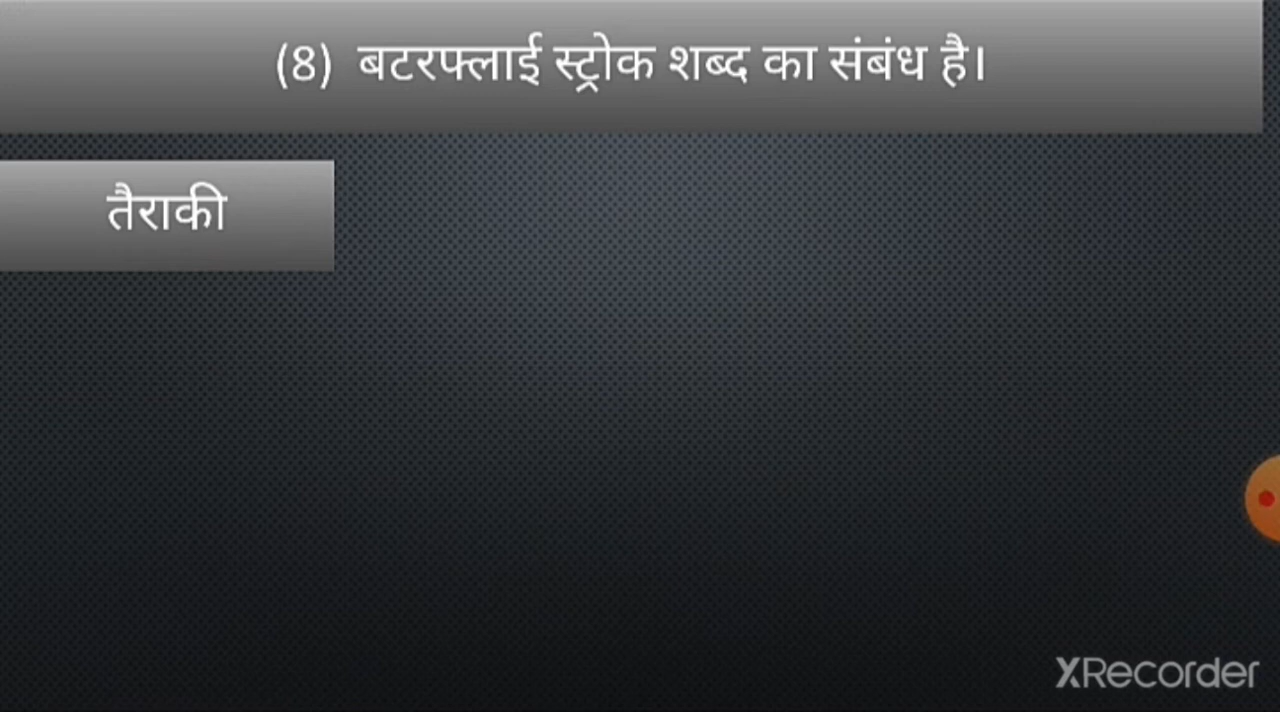 (8) बटरफ्लाई स्ट्रोक शब्द का संबंध है।
तैराकी
XRecorder